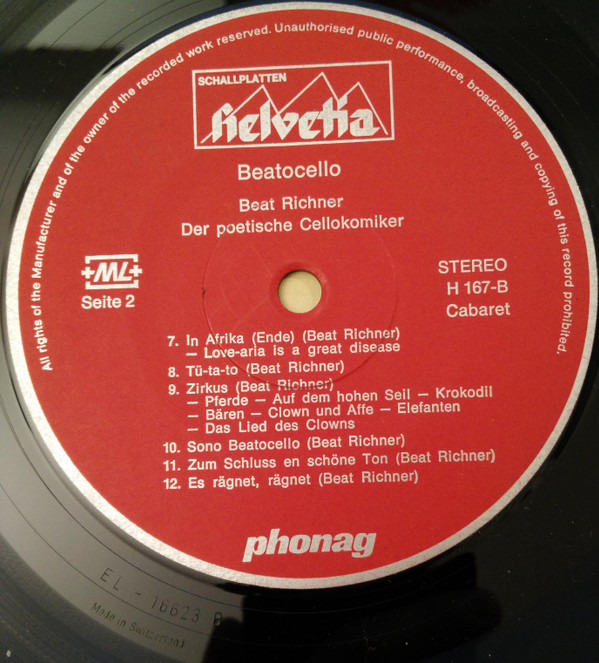 All rights of the Manufacturer and of the owner of the recorded work reserved. Unauthorised public performance, broadcasting and copying of this record prohibited.
SCHALLPLATTEN
Helvetia
Beatocello
Beat Richner
Der poetische Cellokomiker
+ML+
Seite 2
STEREO
H 167-B
Cabaret
7. In Afrika (Ende) (Beat Richner)
– Love-aria is a great disease
8. Tü-ta-to (Beat Richner)
9. Zirkus (Beat Richner)
– Pferde – Auf dem hohen Seil – Krokodil
– Bären – Clown und Affe – Elefanten
– Das Lied des Clowns
10. Sono Beatocello (Beat Richner)
11. Zum Schluss en schöne Ton (Beat Richner)
12. Es rägnet, rägnet (Beat Richner)
phonag
EL - 16623 B
Made in Switzerland